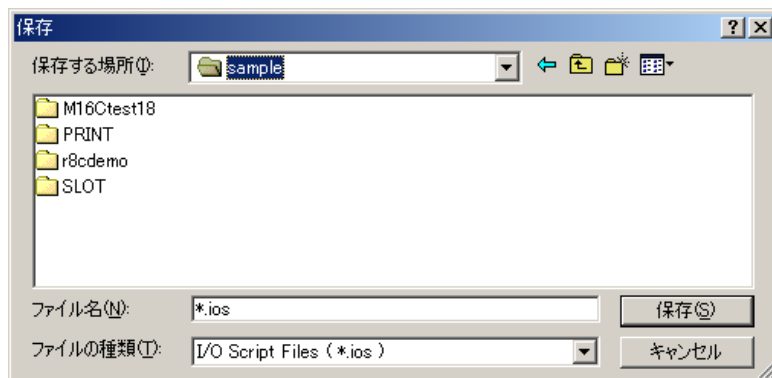 保存
保存する場所(I):
sample
M16Ctest18
PRINT
r8cdemo
SLOT
ファイル名(N):
*.ios
保存(S)
ファイルの種類(T):
I/O Script Files ( *.ios )
キャンセル